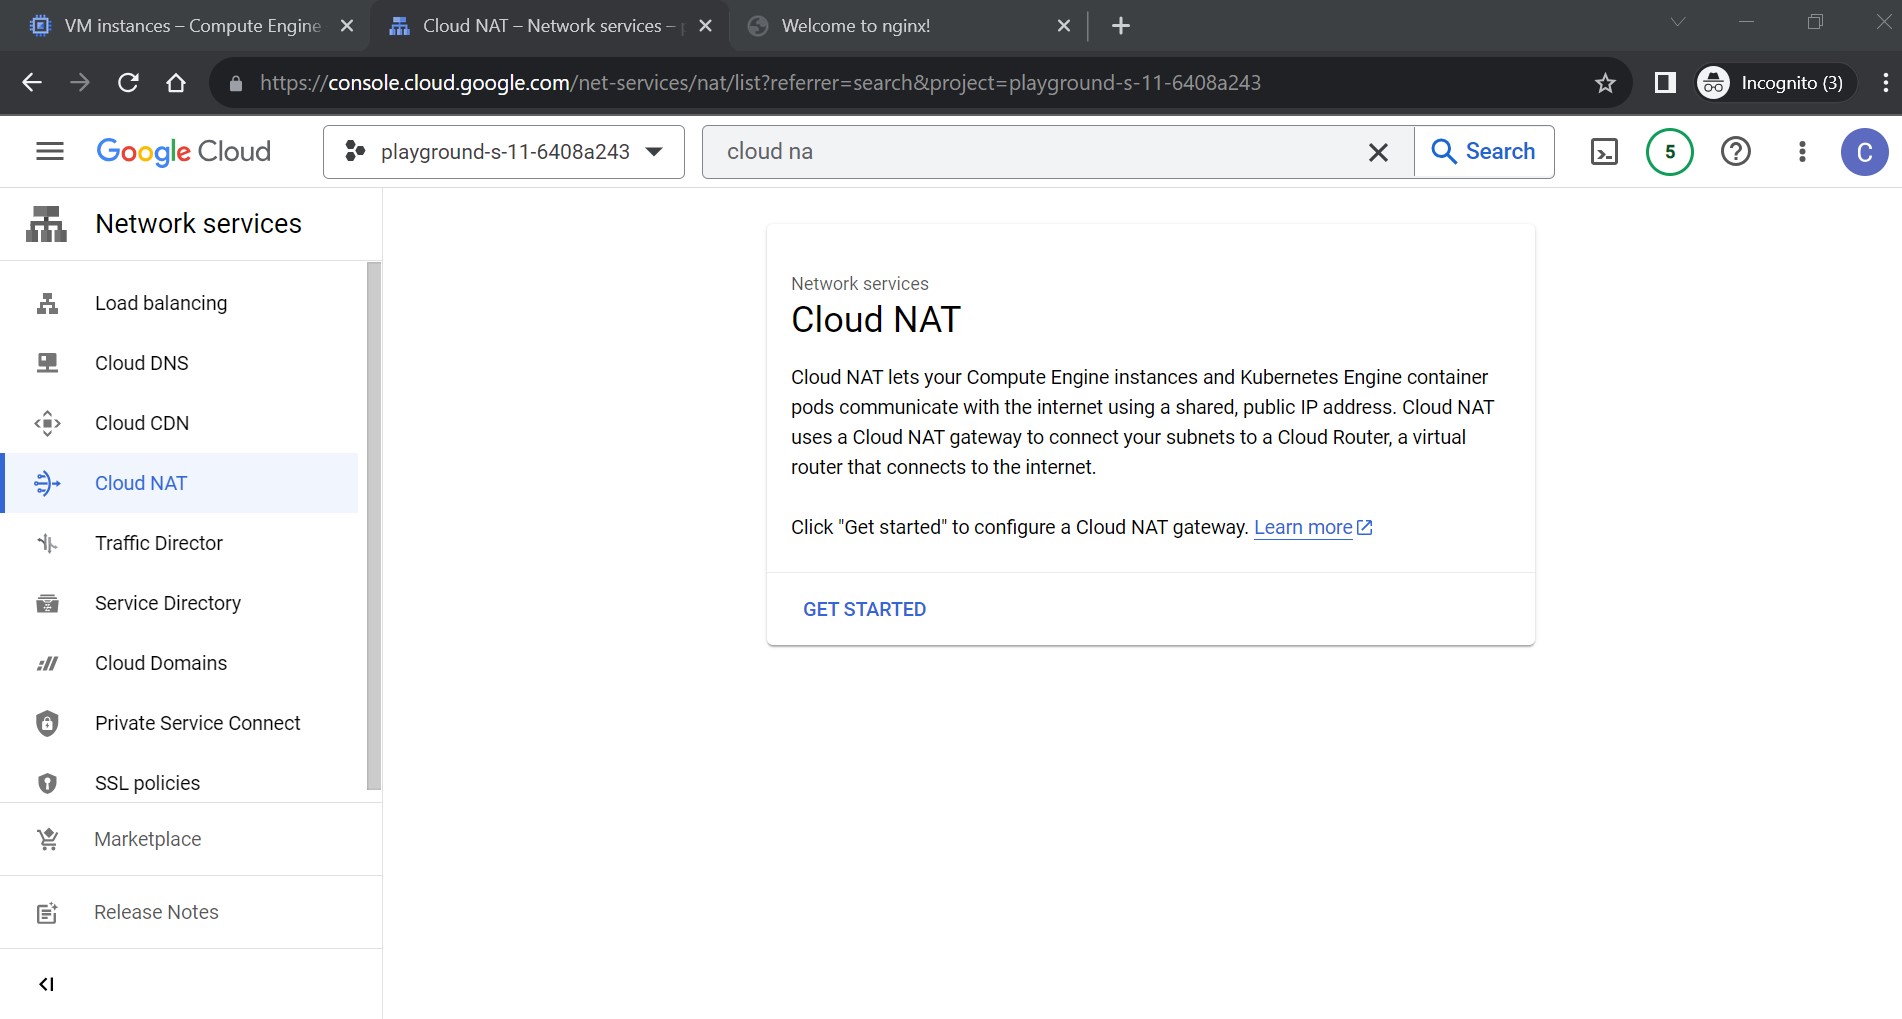 VM instances – Compute Engine
Cloud NAT – Network services –
Welcome to nginx!
https://console.cloud.google.com/net-services/nat/list?referrer=search&project=playground-s-11-6408a243
Incognito (3)
Google Cloud
playground-s-11-6408a243
cloud na
Search
5
C
Network services
Load balancing
Cloud DNS
Cloud CDN
Cloud NAT
Traffic Director
Service Directory
Cloud Domains
Private Service Connect
SSL policies
Marketplace
Release Notes
Network services
Cloud NAT
Cloud NAT lets your Compute Engine instances and Kubernetes Engine container
pods communicate with the internet using a shared, public IP address. Cloud NAT
uses a Cloud NAT gateway to connect your subnets to a Cloud Router, a virtual
router that connects to the internet.
Click "Get started" to configure a Cloud NAT gateway. Learn more
GET STARTED